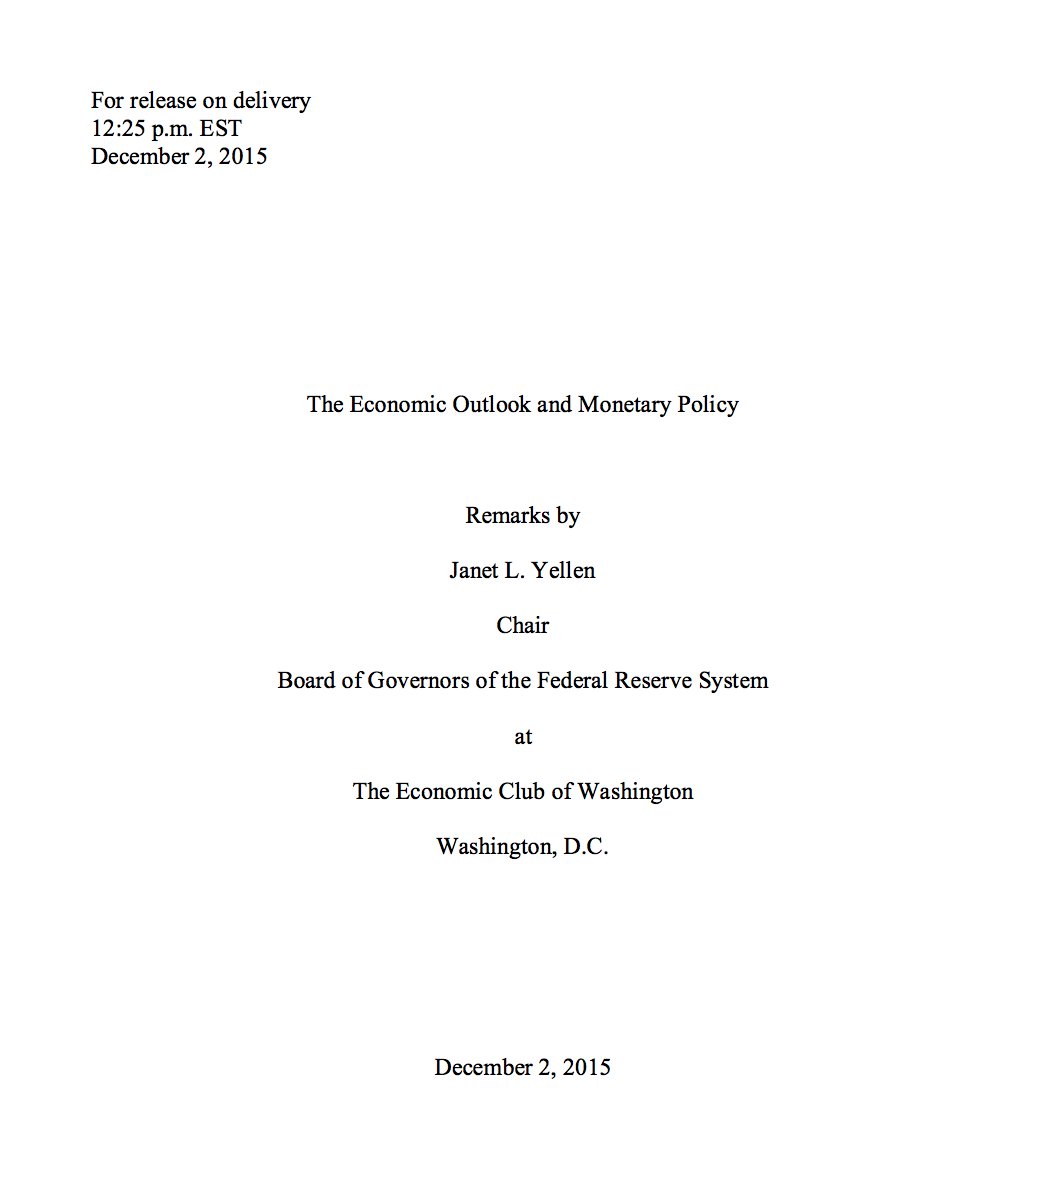 For release on delivery
12:25 p.m. EST
December 2, 2015
The Economic Outlook and Monetary Policy
Remarks by
Janet L. Yellen
Chair
Board of Governors of the Federal Reserve System
at
The Economic Club of Washington
Washington, D.C.
December 2, 2015